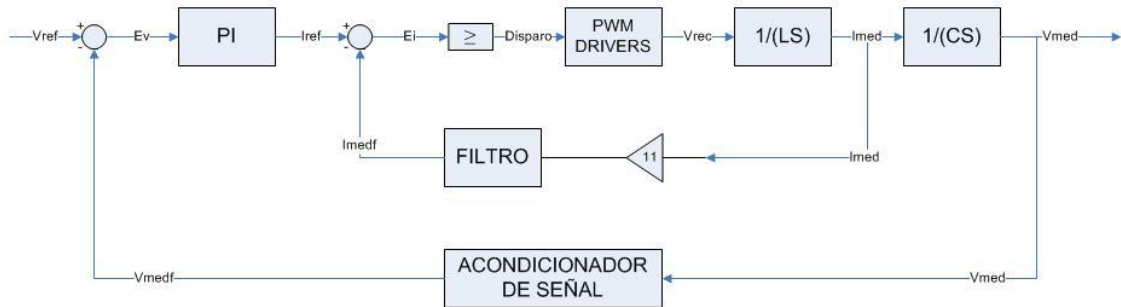 +
Vref
-
Ev
PI
Iref
+
-
Ei
≥
Disparo
PWM
DRIVERS
Vrec
1/(LS)
Imed
1/(CS)
Vmed
Imedf
FILTRO
11
Imed
Vmedf
ACONDICIONADOR
DE SEÑAL
Vmed